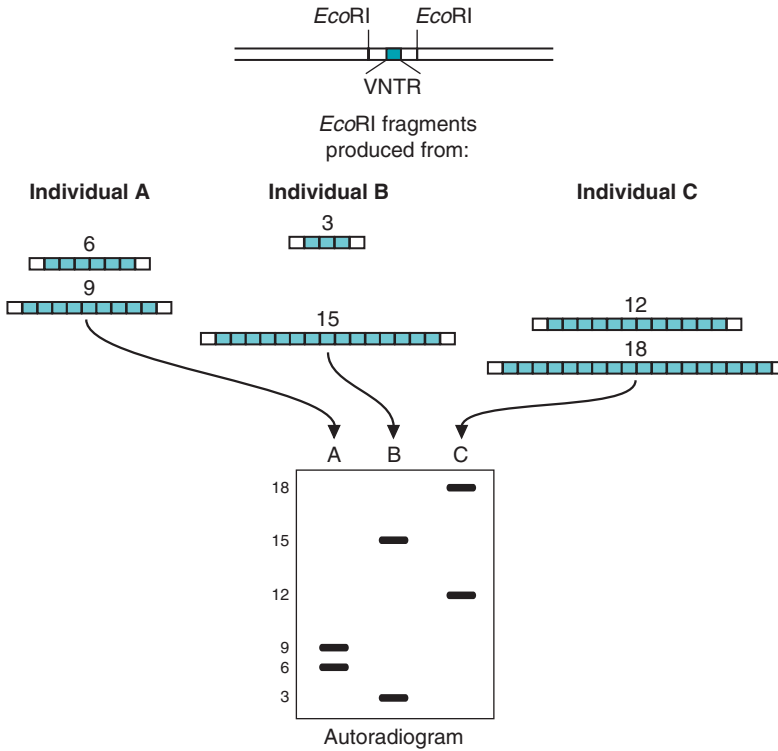 EcoRI EcoRI
VNTR
EcoRI fragments
produced from:
Individual A Individual B Individual C
3
6
9
15
12
18
A B C
18
15
12
9
6
3
Autoradiogram